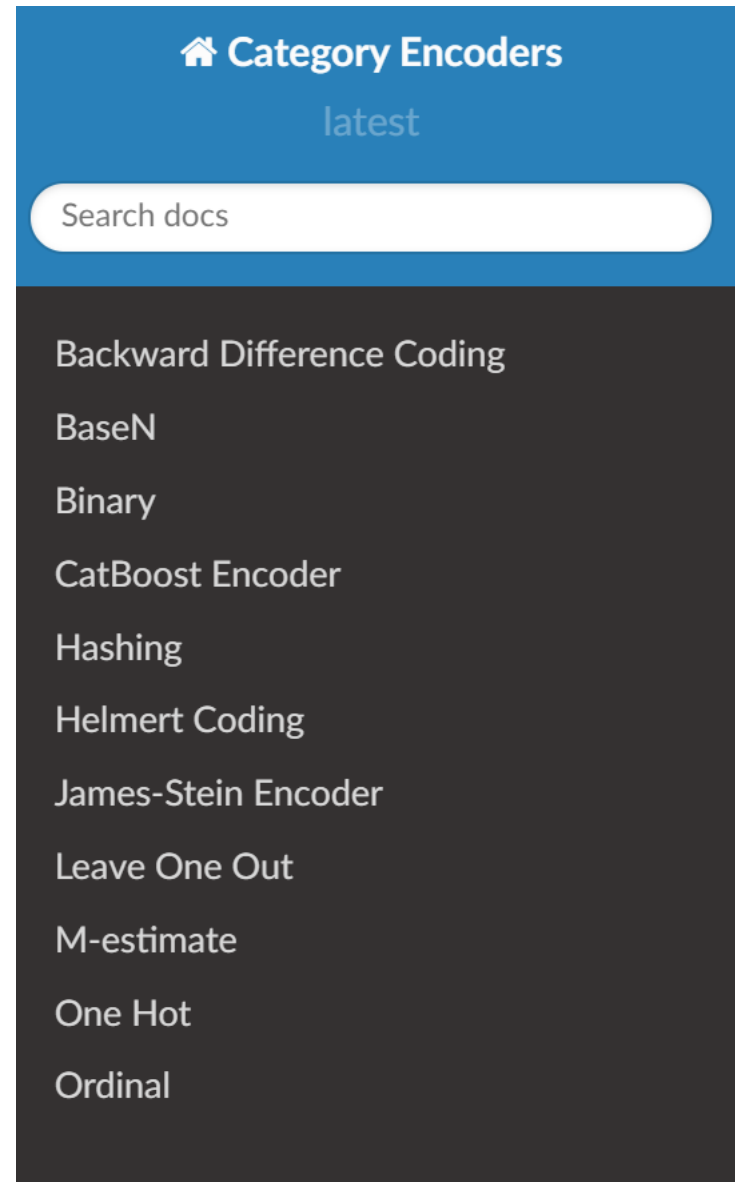 Category Encoders
latest
Search docs
Backward Difference Coding
BaseN
Binary
CatBoost Encoder
Hashing
Helmert Coding
James-Stein Encoder
Leave One Out
M-estimate
One Hot
Ordinal